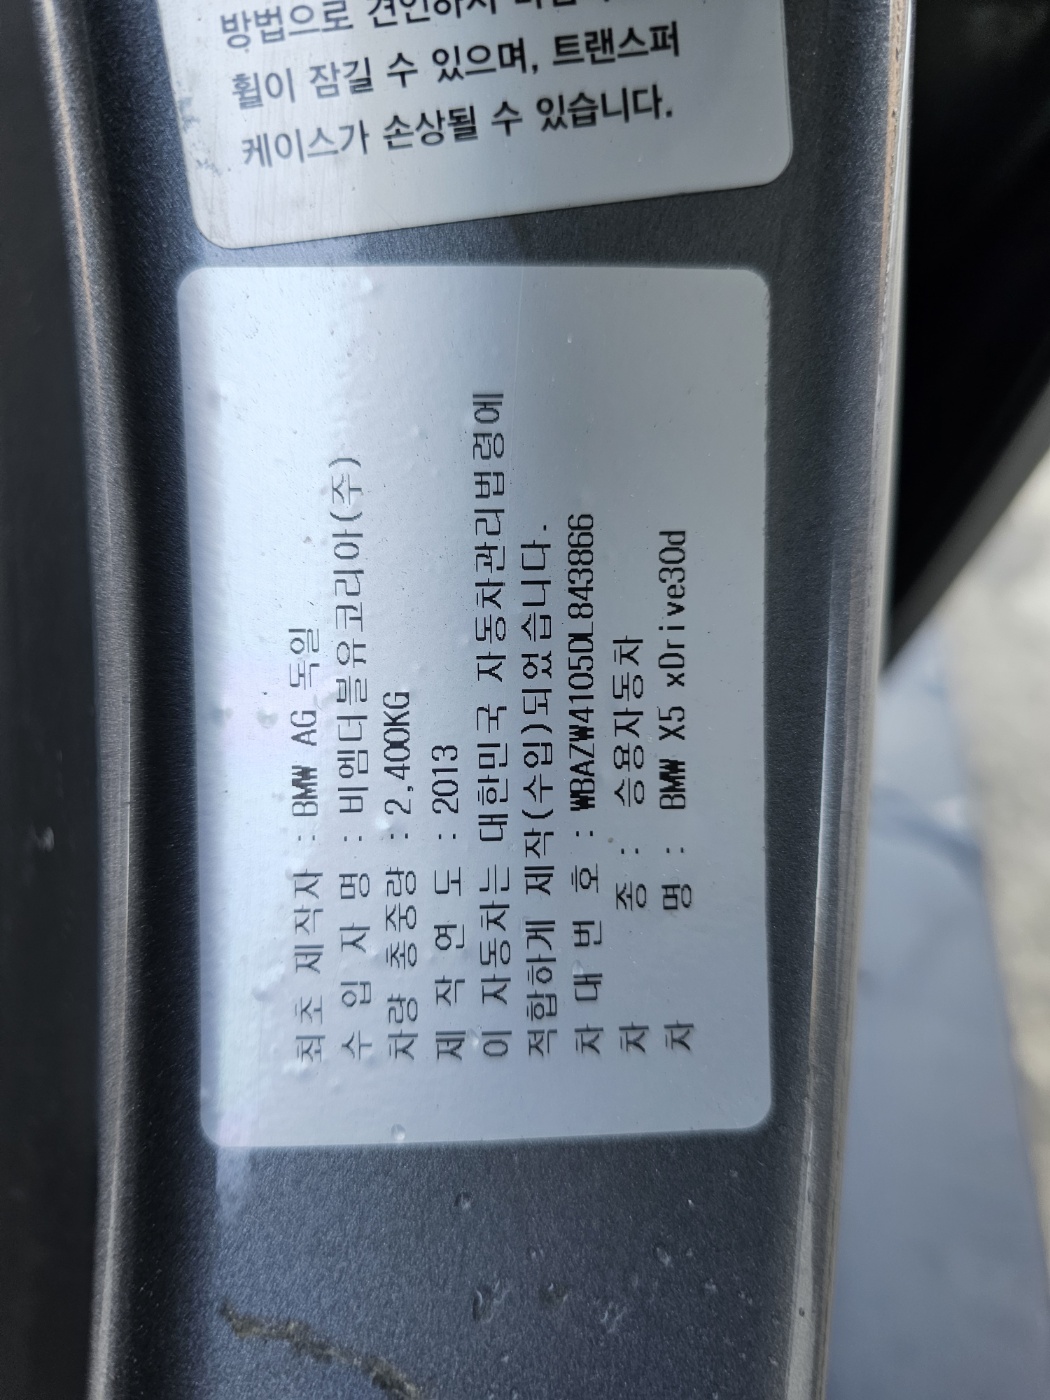 방법으로 견인하지
휠이 잠길 수 있으며, 트랜스퍼
케이스가 손상될 수 있습니다.
최초 제작자 : BMW AG 독일
수 입 자 명 : 비엠더블유코리아(주)
차량 총중량 : 2,400KG
제 작 연 도 : 2013
이 자동차는 대한민국 자동차관리법령에
적합하게 제작(수입)되었습니다.
차 대 번 호 : WBAZW4105DL843866
차 종 : 승용자동차
차 명 : BMW X5 xDrive30d